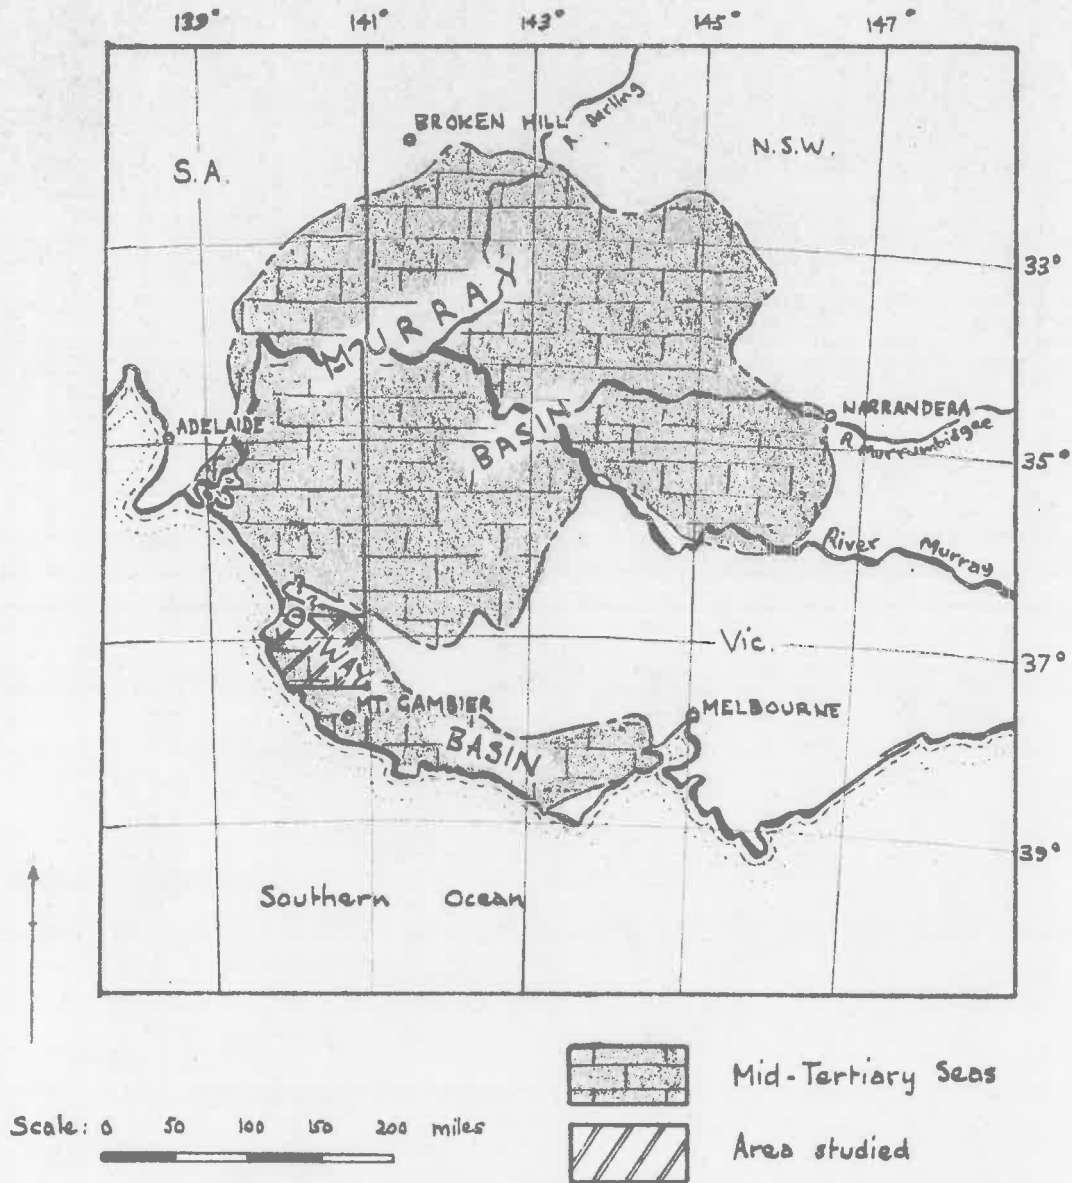 139° 141° 143° 145° 147°
R. Darling
BROKEN HILL
N.S.W.
S.A.
33°
MURRAY
BASIN
NARRANDERA
R. Murrumbidgee
ADELAIDE
35°
River Murray
?
?
OTWAY
Vic.
37°
MT. GAMBIER
MELBOURNE
BASIN
39°
Southern Ocean
Mid-Tertiary Seas
Scale: 0 50 100 150 200 miles
Area studied